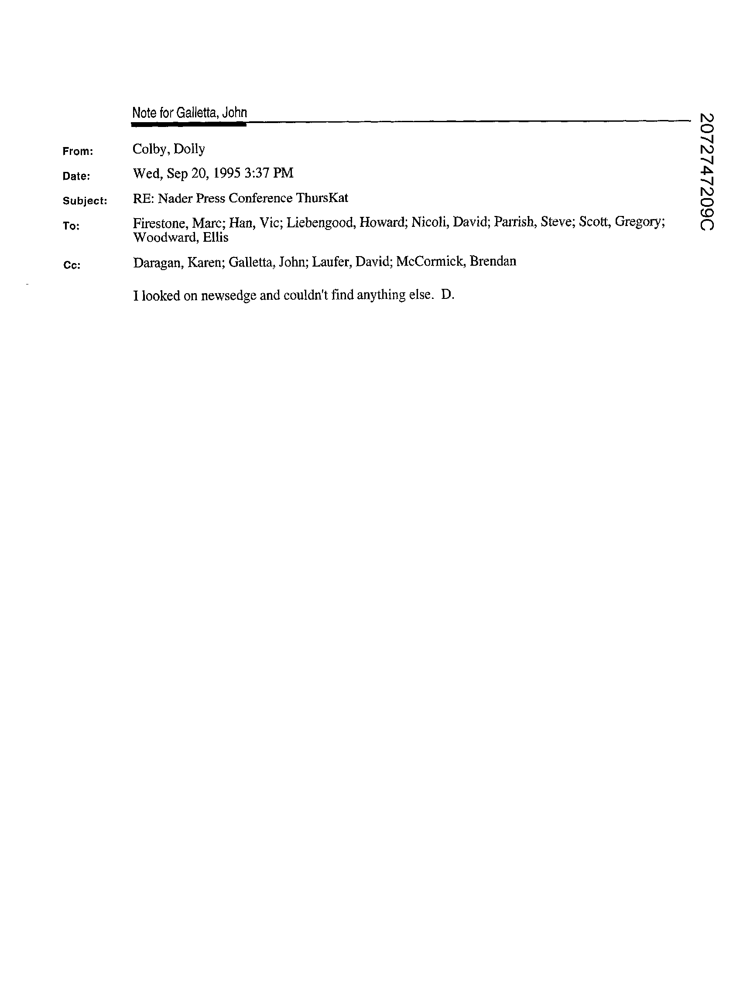 Note for Galletta, John
From: Colby, Dolly
Date: Wed, Sep 20, 1995 3:37 PM
Subject: RE: Nader Press Conference ThursKat
To: Firestone, Marc; Han, Vic; Liebengood, Howard; Nicoli, David; Parrish, Steve; Scott, Gregory;
Woodward, Ellis
Cc: Daragan, Karen; Galletta, John; Laufer, David; McCormick, Brendan
I looked on newsedge and couldn't find anything else. D.
2072747209C